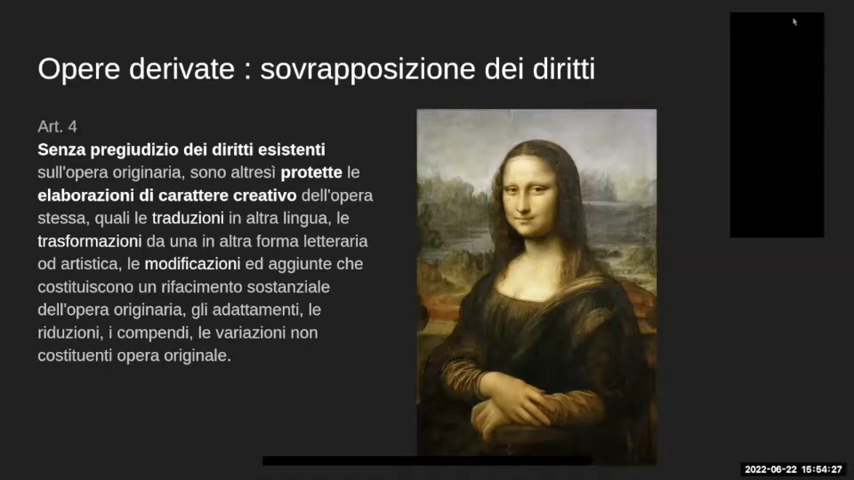 Opere derivate : sovrapposizione dei diritti
Art. 4
Senza pregiudizio dei diritti esistenti
sull'opera originaria, sono altresì protette le
elaborazioni di carattere creativo dell'opera
stessa, quali le traduzioni in altra lingua, le
trasformazioni da una in altra forma letteraria
od artistica, le modificazioni ed aggiunte che
costituiscono un rifacimento sostanziale
dell'opera originaria, gli adattamenti, le
riduzioni, i compendi, le variazioni non
costituenti opera originale.
2022-06-22 15:54:27